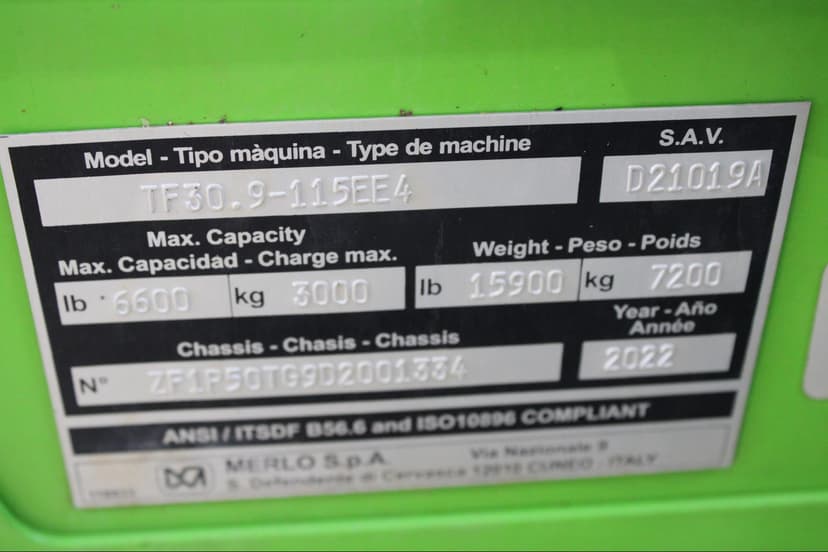 Model - Tipo màquina - Type de machine
S.A.V.
TF30.9-115EE4
D21019A
Max. Capacity
Max. Capacidad - Charge max.
Weight - Peso - Poids
lb 6600 kg 3000
lb 15900 kg 7200
Chassis - Chasis - Chassis
Year - Año
Année
N° ZF1P50TG9D2001334
2022
ANSI / ITSDF B56.6 and ISO10896 COMPLIANT
MERLO S.p.A. Via Nazionale 9
S. Defendente di Cervasca 12010 CUNEO - ITALY